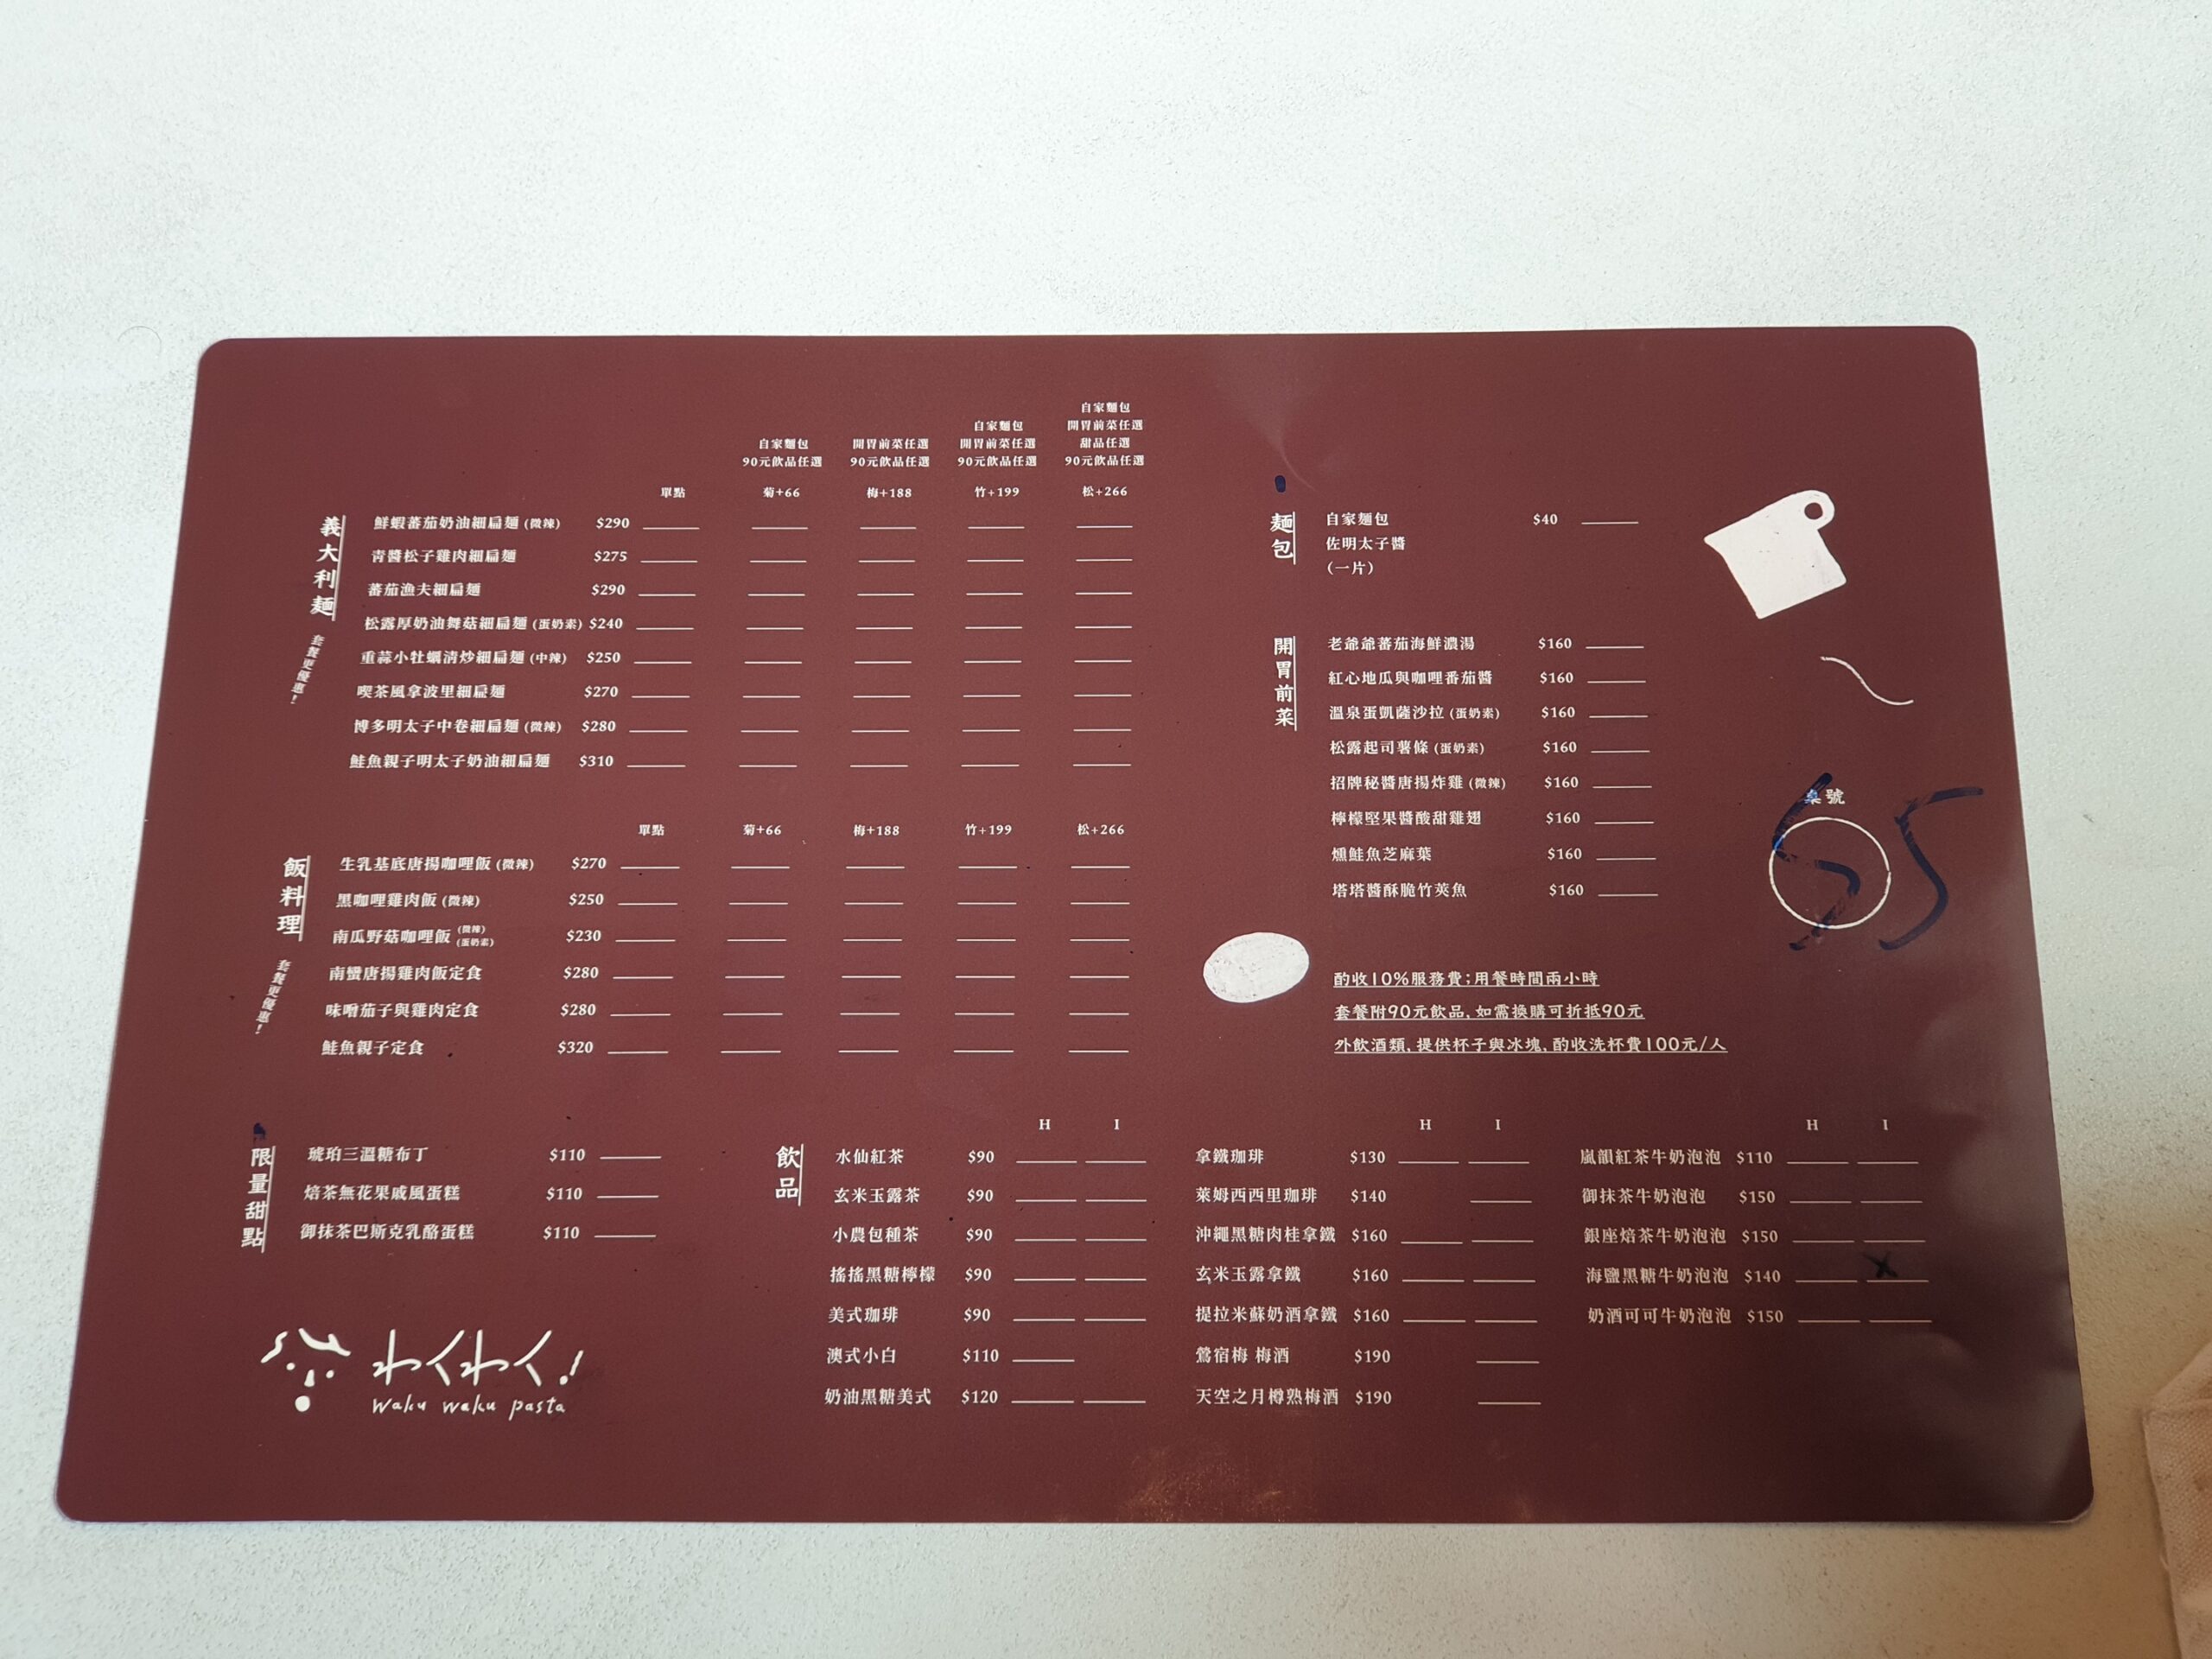 自家麵包
90元飲品任選
開胃前菜任選
90元飲品任選
自家麵包
開胃前菜任選
90元飲品任選
自家麵包
開胃前菜任選
甜品任選
90元飲品任選
單點 菊+66 梅+188 竹+199 松+266
義大利麵
套餐更優惠!
鮮蝦蕃茄奶油細扁麵 (微辣) $290
青醬松子雞肉細扁麵 $275
蕃茄漁夫細扁麵 $290
松露厚奶油舞菇細扁麵 (蛋奶素) $240
重蒜小牡蠣清炒細扁麵 (中辣) $250
喫茶風拿波里細扁麵 $270
博多明太子中卷細扁麵 (微辣) $280
鮭魚親子明太子奶油細扁麵 $310
單點 菊+66 梅+188 竹+199 松+266
飯料理
套餐更優惠!
生乳基底唐揚咖哩飯 (微辣) $270
黑咖哩雞肉飯 (微辣) $250
南瓜野菇咖哩飯 (微辣) (蛋奶素) $230
南蠻唐揚雞肉飯定食 $280
味噌茄子與雞肉定食 $280
鮭魚親子定食 $320
麵包
自家麵包 $40
佐明太子醬
(一片)
開胃前菜
老爺爺蕃茄海鮮濃湯 $160
紅心地瓜與咖哩番茄醬 $160
溫泉蛋凱薩沙拉 (蛋奶素) $160
松露起司薯條 (蛋奶素) $160
招牌秘醬唐揚炸雞 (微辣) $160
檸檬堅果醬酸甜雞翅 $160
燻鮭魚芝麻葉 $160
塔塔醬酥脆竹莢魚 $160
桌號
55
酌收10%服務費;用餐時間兩小時
套餐附90元飲品,如需換購可折抵90元
外飲酒類,提供杯子與冰塊,酌收洗杯費100元/人
限量甜點
琥珀三溫糖布丁 $110
焙茶無花果戚風蛋糕 $110
御抹茶巴斯克乳酪蛋糕 $110
飲品
H I
水仙紅茶 $90
玄米玉露茶 $90
小農包種茶 $90
搖搖黑糖檸檬 $90
美式珈琲 $90
澳式小白 $110
奶油黑糖美式 $120
H I
拿鐵珈琲 $130
萊姆西西里珈琲 $140
沖繩黑糖肉桂拿鐵 $160
玄米玉露拿鐵 $160
提拉米蘇奶酒拿鐵 $160
鶯宿梅 梅酒 $190
天空之月樽熟梅酒 $190
H I
嵐韻紅茶牛奶泡泡 $110
御抹茶牛奶泡泡 $150
銀座焙茶牛奶泡泡 $150
海鹽黑糖牛奶泡泡 $140 x
奶酒可可牛奶泡泡 $150
わくわく!
waku waku pasta